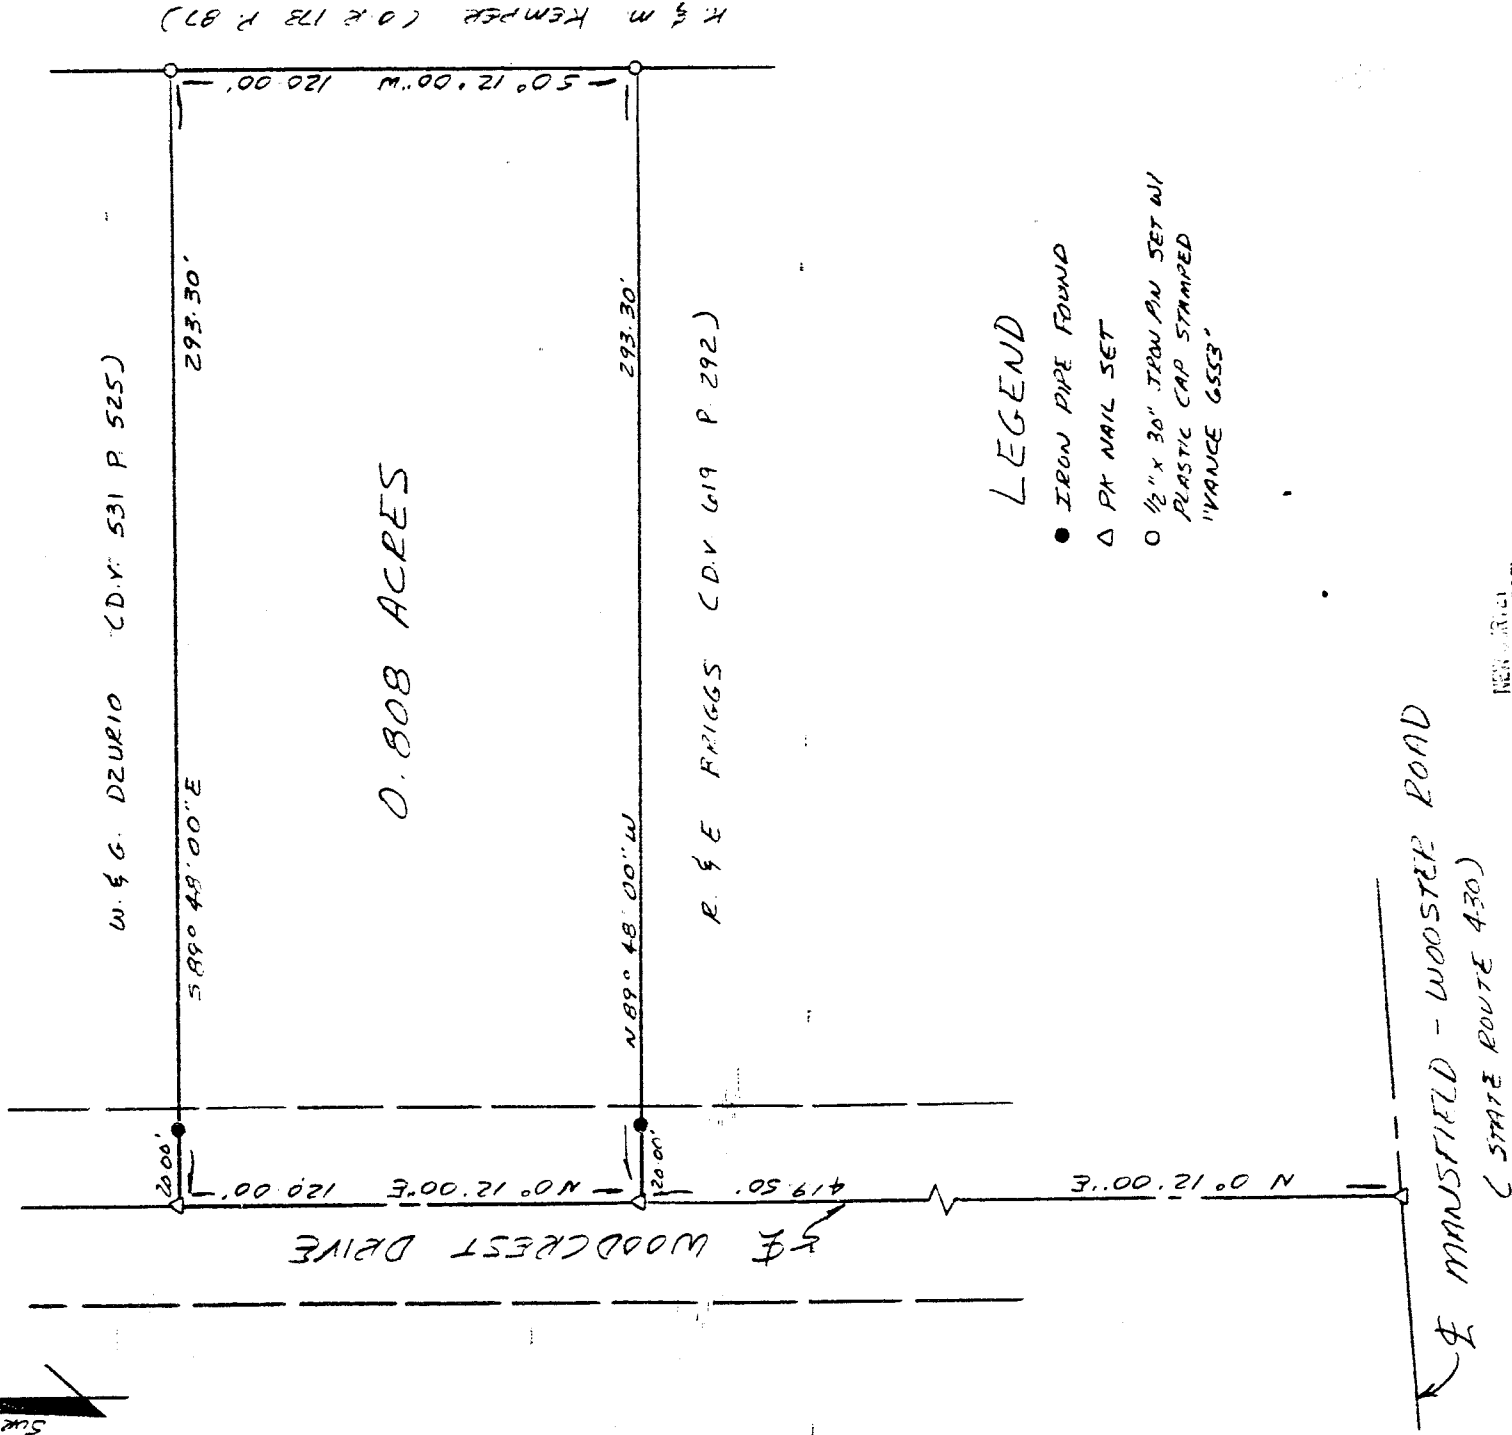 K. & M. KEMPER (O.R. 173 P. 87)
S 0° 12' 00" W 120.00'
W. & G. DZURIO (D.V. 531 P. 525)
S 89° 48' 00" E
293.30'
0.808 ACRES
N 89° 48' 00" W
293.30'
R. & E. FRIGGS (D.V. 619 P. 292)
20.00'
N 0° 12' 00" E 120.00'
20.00'
N 0° 12' 00" E
419.50'
℄ WOODCREST DRIVE
℄ MANSFIELD - WOOSTER ROAD
(STATE ROUTE 430)
LEGEND
● IRON PIPE FOUND
△ PK NAIL SET
○ 1/2" x 30" IRON PIN SET W/
PLASTIC CAP STAMPED
"VANCE 6553"